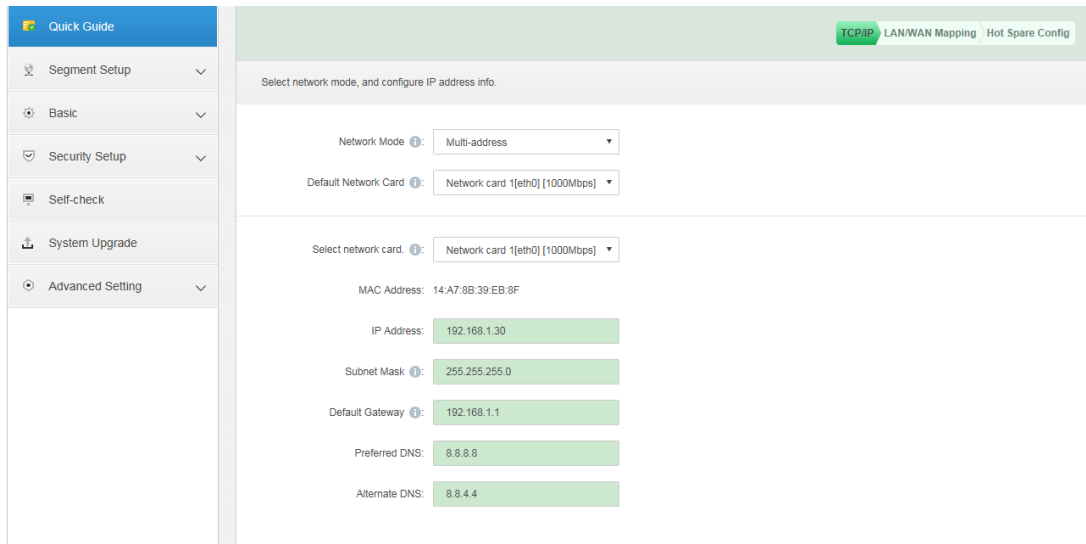 Quick Guide
TCP/IP
LAN/WAN Mapping
Hot Spare Config
Segment Setup
Basic
Security Setup
Self-check
System Upgrade
Advanced Setting
Select network mode, and configure IP address info.
Network Mode : Multi-address
Default Network Card : Network card 1[eth0] [1000Mbps]
Select network card. : Network card 1[eth0] [1000Mbps]
MAC Address: 14:A7:8B:39:EB:8F
IP Address: 192.168.1.30
Subnet Mask : 255.255.255.0
Default Gateway : 192.168.1.1
Preferred DNS: 8.8.8.8
Alternate DNS: 8.8.4.4